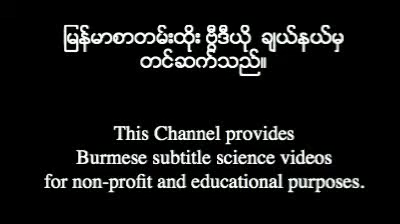 မြန်မာစာတမ်းထိုး ဗွီဒီယို ချယ်နယ်မှ
တင်ဆက်သည်။
This Channel provides
Burmese subtitle science videos
for non-profit and educational purposes.